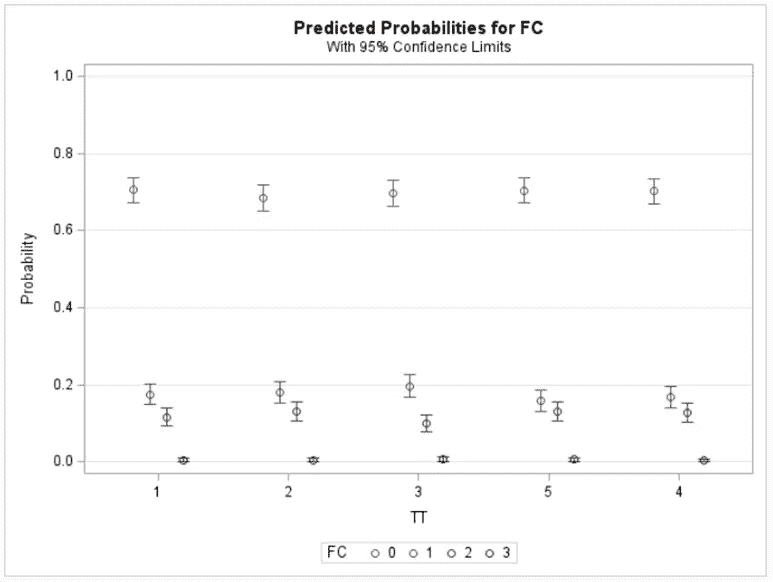 Predicted Probabilities for FC
With 95% Confidence Limits
1.0
0.8
0.6
0.4
0.2
0.0
Probability
1 2 3 5 4
TT
FC 0 1 2 3